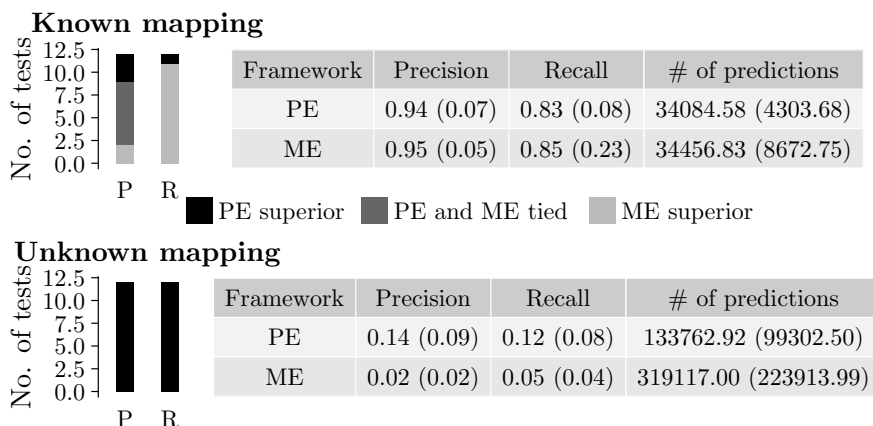 Known mapping
No. of tests
12.5
10.0
7.5
5.0
2.5
0.0
P R
Framework Precision Recall # of predictions
PE 0.94 (0.07) 0.83 (0.08) 34084.58 (4303.68)
ME 0.95 (0.05) 0.85 (0.23) 34456.83 (8672.75)
PE superior PE and ME tied ME superior
Unknown mapping
No. of tests
12.5
10.0
7.5
5.0
2.5
0.0
P R
Framework Precision Recall # of predictions
PE 0.14 (0.09) 0.12 (0.08) 133762.92 (99302.50)
ME 0.02 (0.02) 0.05 (0.04) 319117.00 (223913.99)